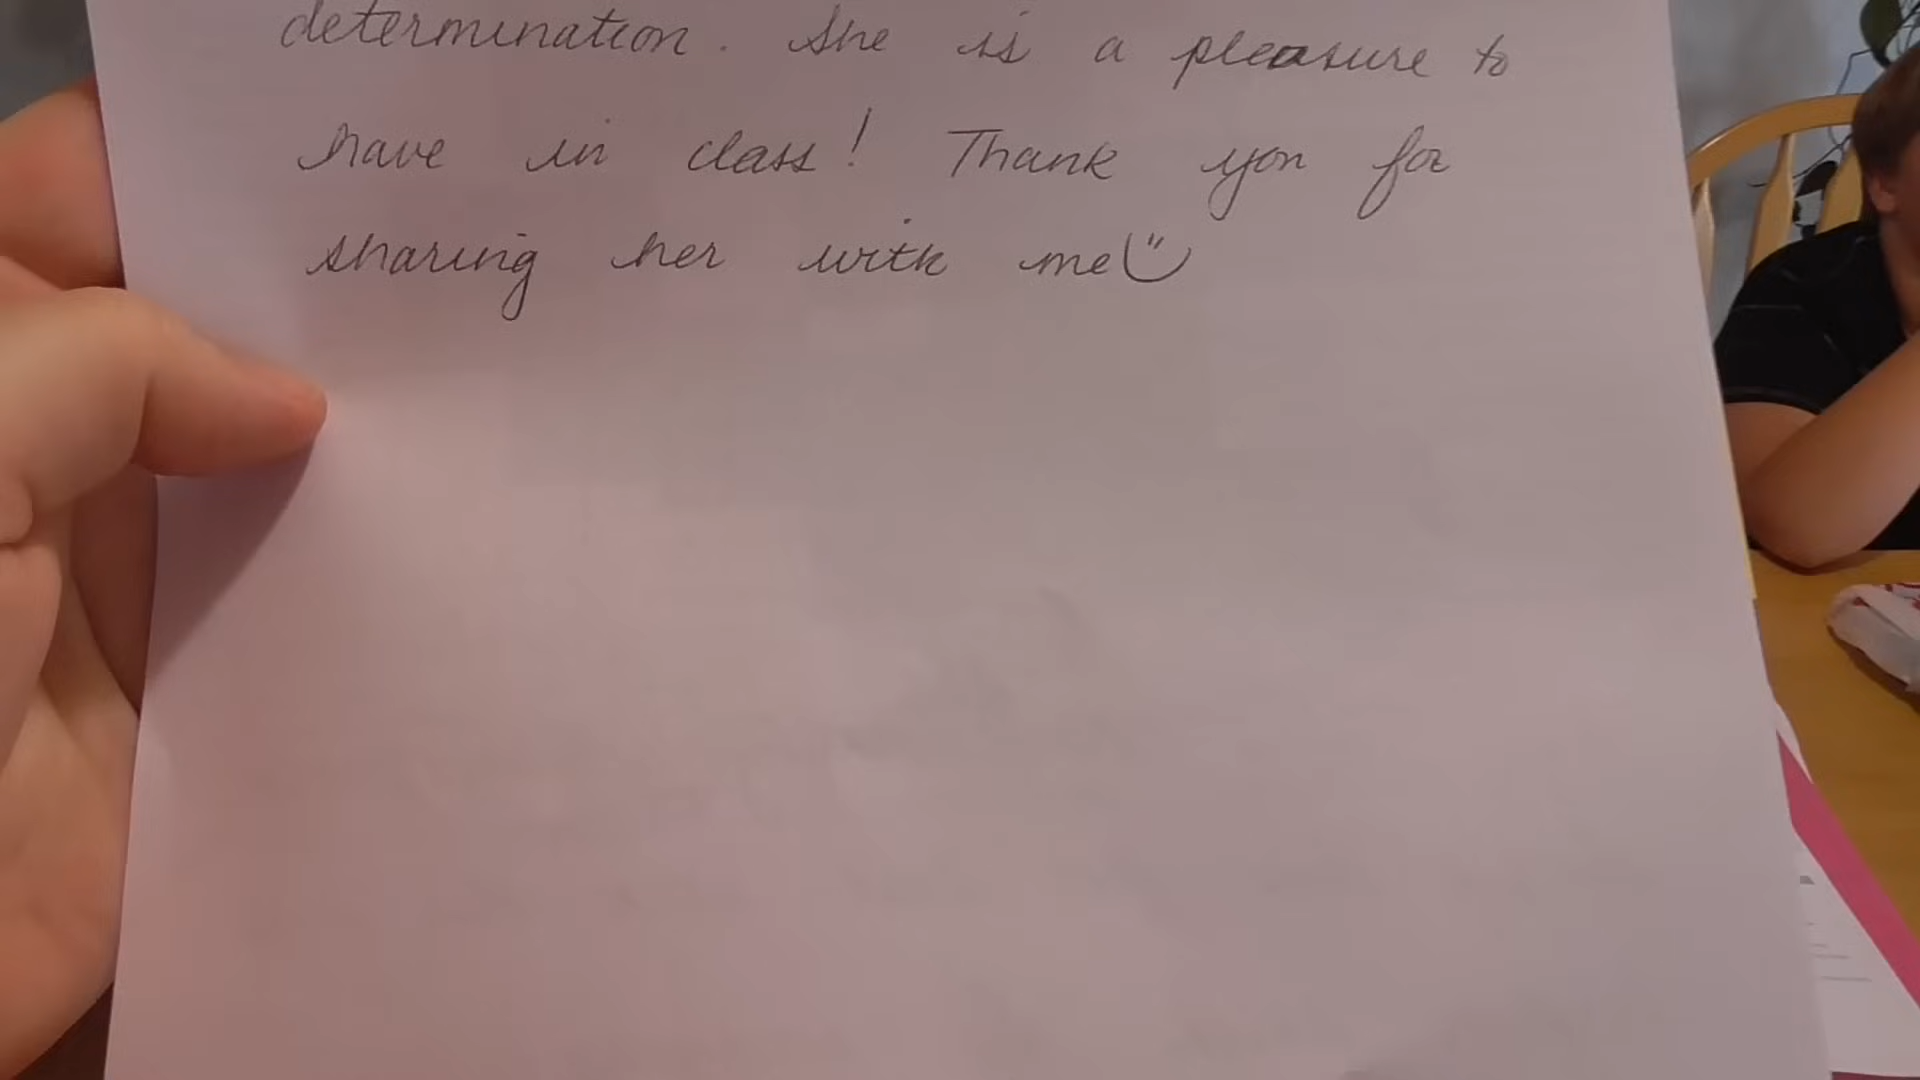 determination. She is a pleasure to
have in class! Thank you for
sharing her with me